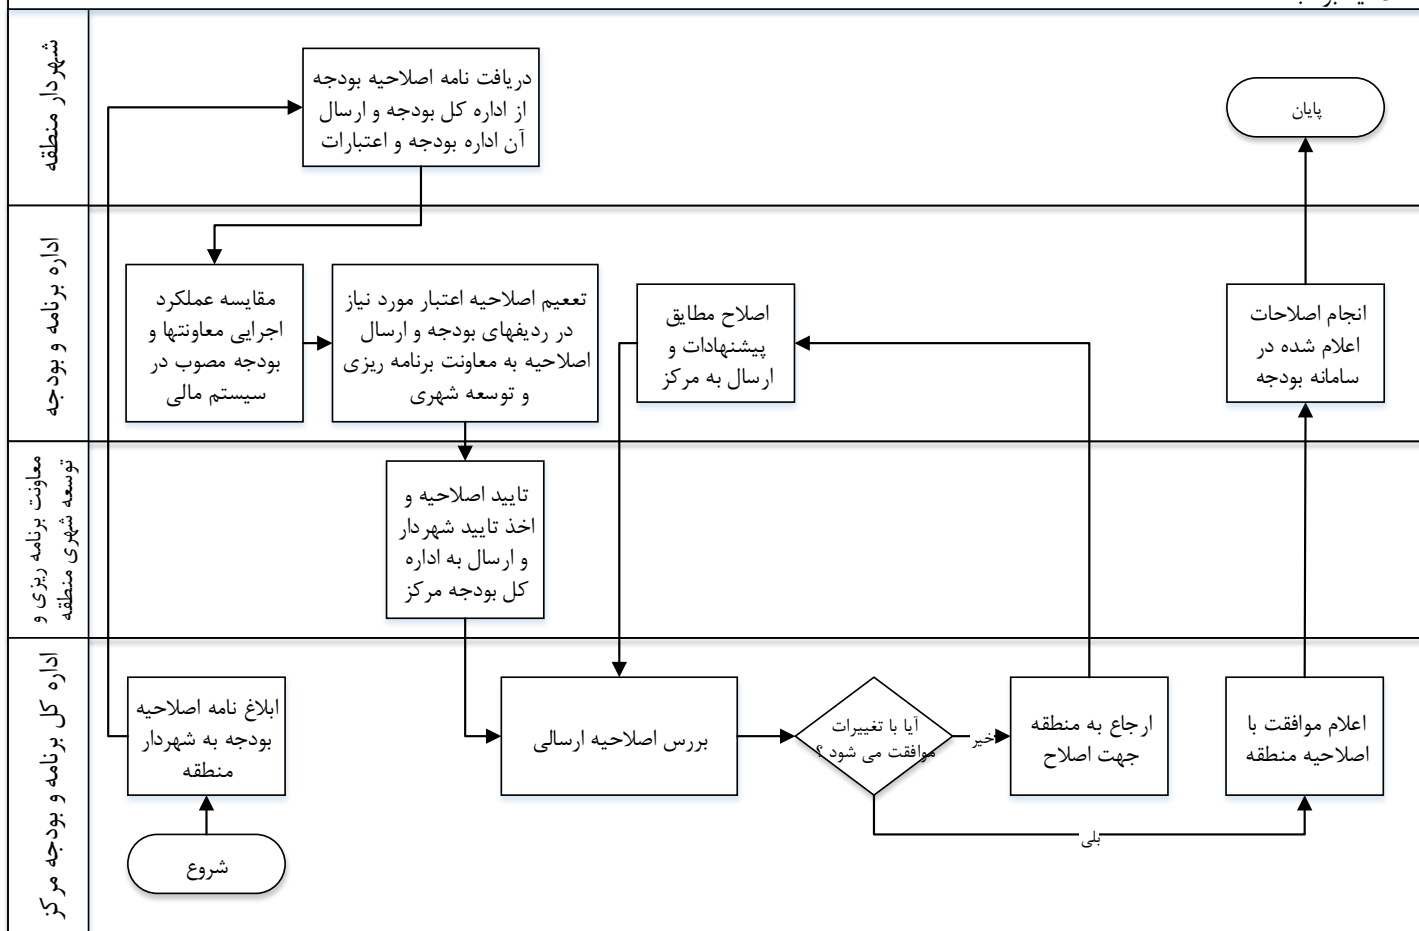 شهردار منطقه
دریافت نامه اصلاحیه بودجه
از اداره کل بودجه و ارسال
آن اداره بودجه و اعتبارات
پایان
اداره برنامه و بودجه
مقایسه عملکرد
اجرایی معاونتها و
بودجه مصوب در
سیستم مالی
تععیم اصلاحیه اعتبار مورد نیاز
در ردیفهای بودجه و ارسال
اصلاحیه به معاونت برنامه ریزی
و توسعه شهری
اصلاح مطایق
پیشنهادات و
ارسال به مرکز
انجام اصلاحات
اعلام شده در
سامانه بودجه
معاونت برنامه ریزی و
توسعه شهری منطقه
تایید اصلاحیه و
اخذ تایید شهردار
و ارسال به اداره
کل بودجه مرکز
اداره کل برنامه و بودجه مرکز
ابلاغ نامه اصلاحیه
بودجه به شهردار
منطقه
شروع
بررس اصلاحیه ارسالی
آیا با تغییرات
موافقت می شود ؟
خیر
بلی
ارجاع به منطقه
جهت اصلاح
اعلام موافقت با
اصلاحیه منطقه